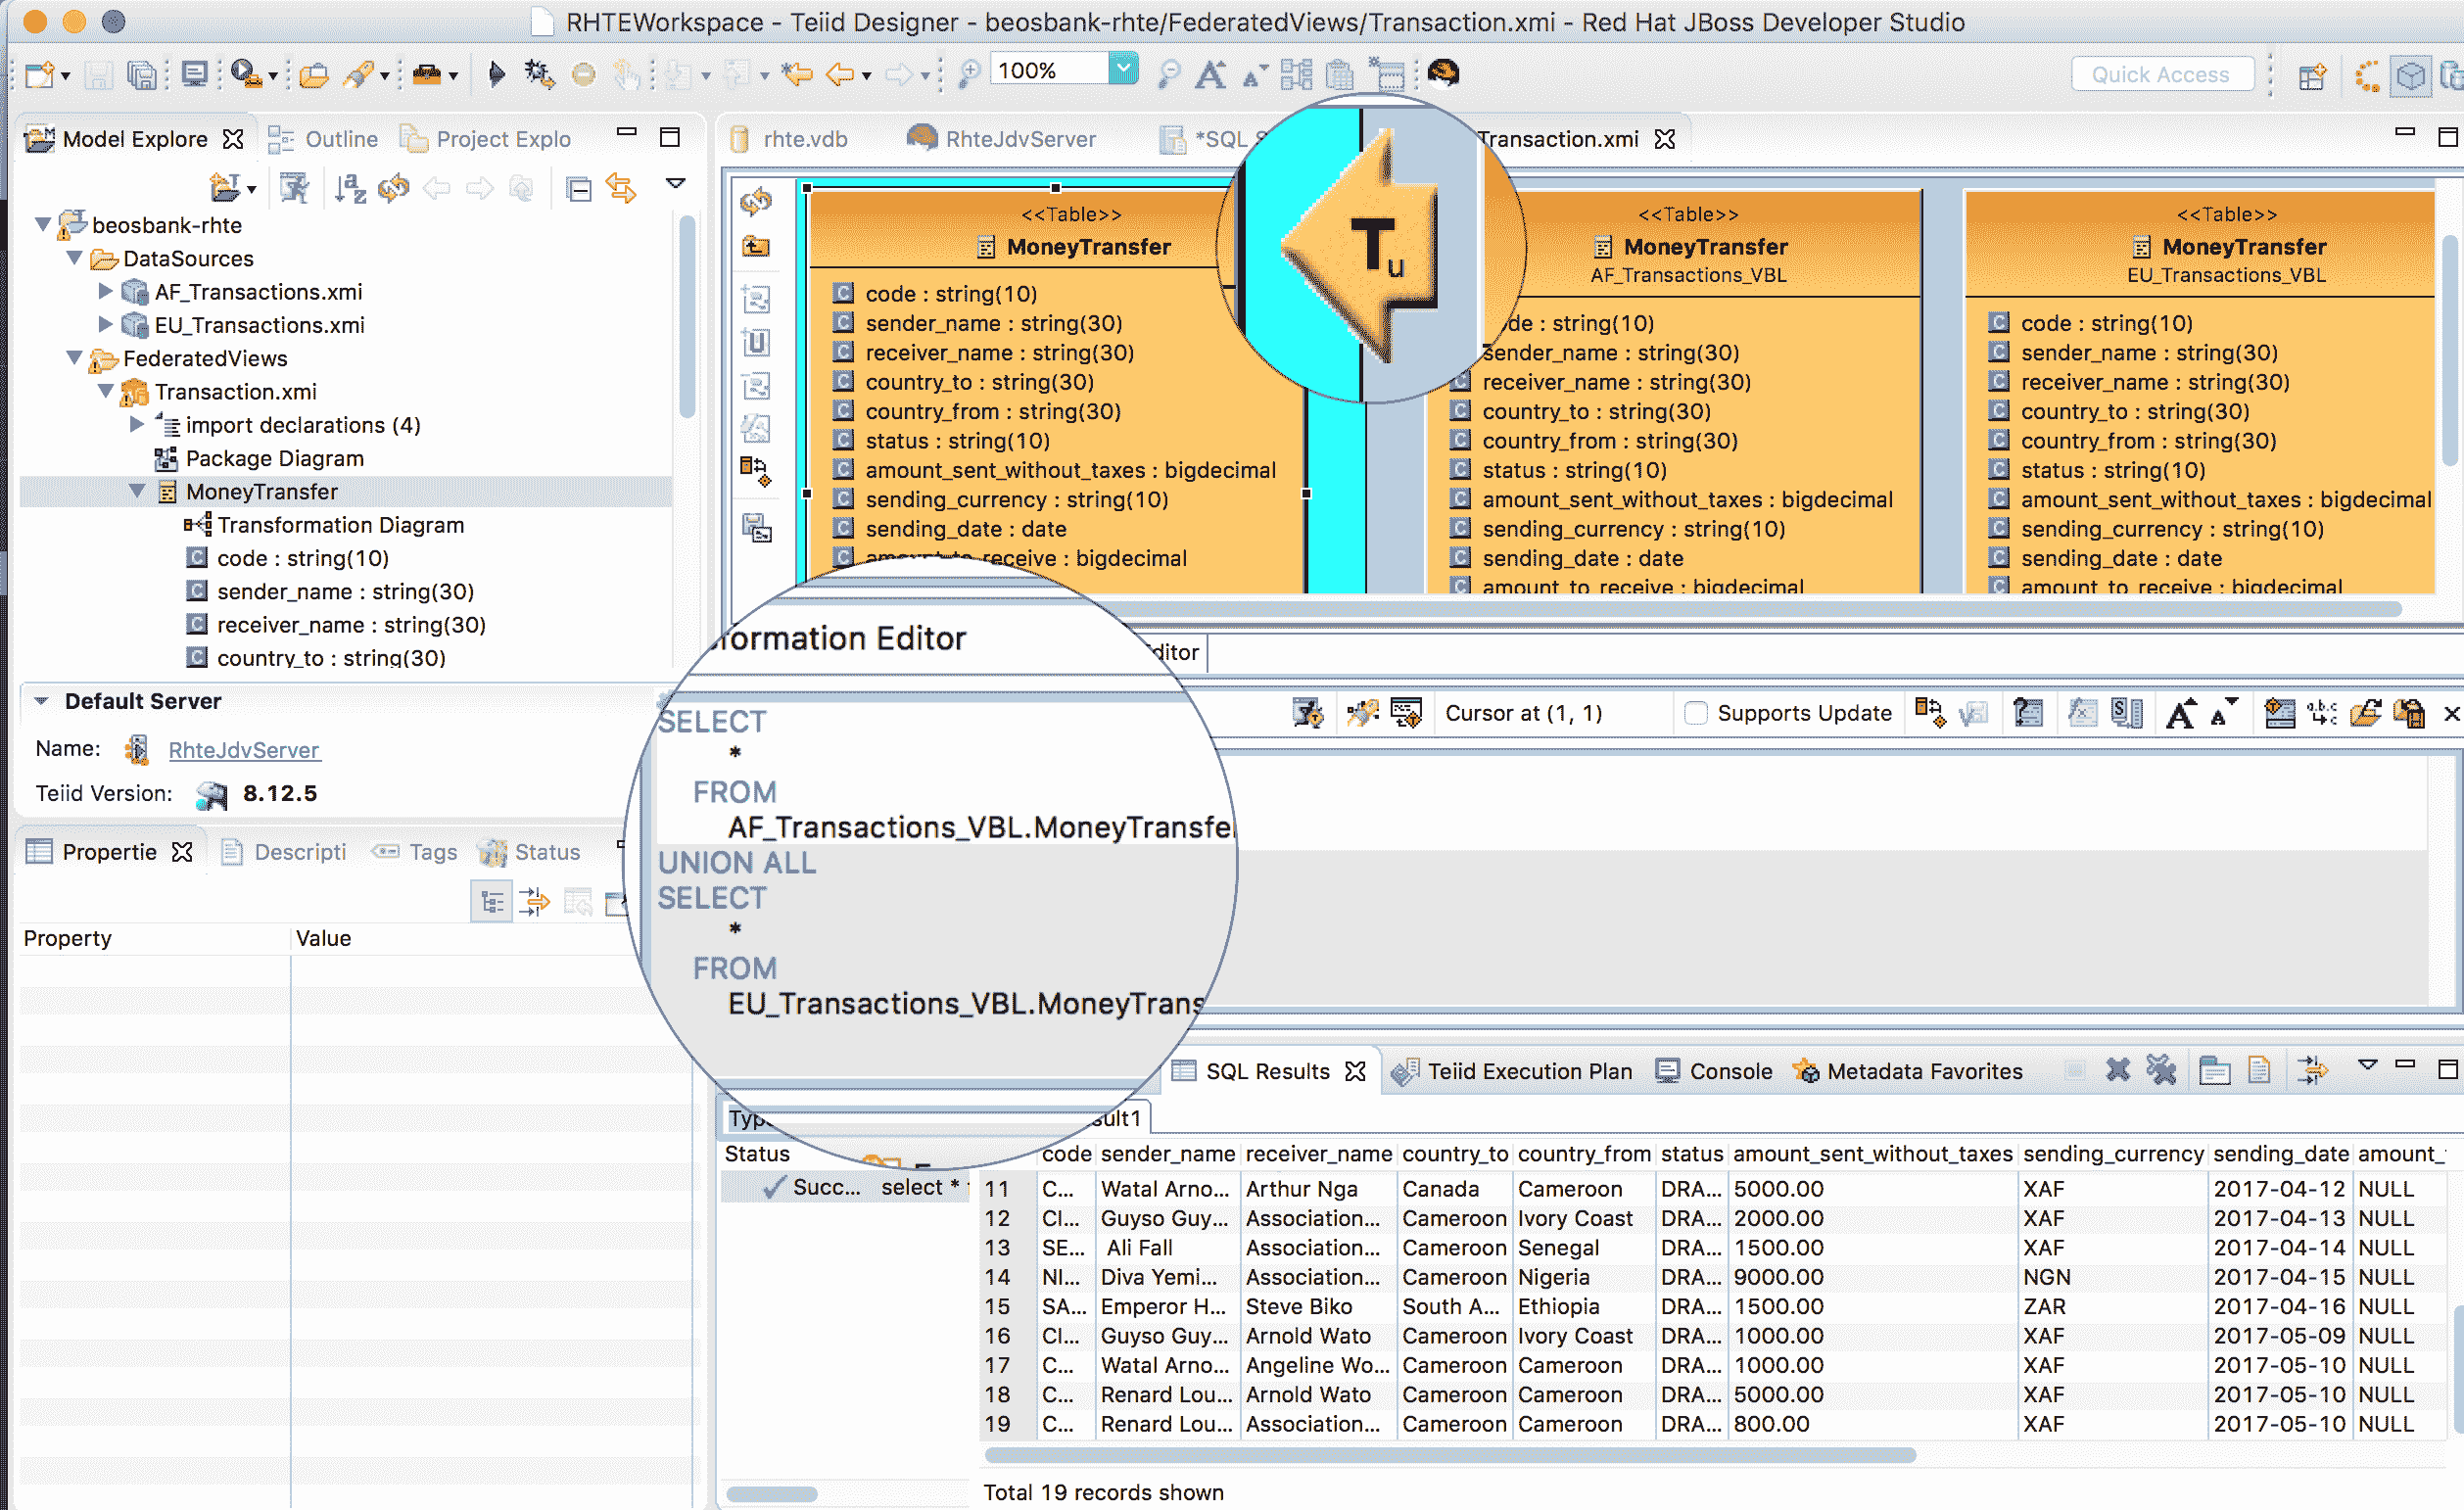 RHTEWorkspace - Teiid Designer - beosbank-rhte/FederatedViews/Transaction.xmi - Red Hat JBoss Developer Studio
100%
Quick Access
Model Explore
Outline
Project Explo
beosbank-rhte
DataSources
AF_Transactions.xmi
EU_Transactions.xmi
FederatedViews
Transaction.xmi
import declarations (4)
Package Diagram
MoneyTransfer
Transformation Diagram
code : string(10)
sender_name : string(30)
receiver_name : string(30)
country_to : string(30)
Default Server
Name: RhteJdvServer
Teiid Version: 8.12.5
Propertie
Descripti
Tags
Status
Property Value
rhte.vdb
RhteJdvServer
*SQL
Transaction.xmi
<<Table>>
MoneyTransfer
code : string(10)
sender_name : string(30)
receiver_name : string(30)
country_to : string(30)
country_from : string(30)
status : string(10)
amount_sent_without_taxes : bigdecimal
sending_currency : string(10)
sending_date : date
amount_to_receive : bigdecimal
Tu
<<Table>>
MoneyTransfer
AF_Transactions_VBL
de : string(10)
sender_name : string(30)
receiver_name : string(30)
country_to : string(30)
country_from : string(30)
status : string(10)
amount_sent_without_taxes : bigdecimal
sending_currency : string(10)
sending_date : date
amount_to_receive : bigdecimal
<<Table>>
MoneyTransfer
EU_Transactions_VBL
code : string(10)
sender_name : string(30)
receiver_name : string(30)
country_to : string(30)
country_from : string(30)
status : string(10)
amount_sent_without_taxes : bigdecimal
sending_currency : string(10)
sending_date : date
amount_to_receive : bigdecimal
formation Editor
ditor
Cursor at (1, 1)
Supports Update
SELECT
*
FROM
AF_Transactions_VBL.MoneyTransfe
UNION ALL
SELECT
*
FROM
EU_Transactions_VBL.MoneyTrans
SQL Results
Teiid Execution Plan
Console
Metadata Favorites
Typ
sult1
Status
Succ... select *
code sender_name receiver_name country_to country_from status amount_sent_without_taxes sending_currency sending_date amount_
11 C... Watal Arno... Arthur Nga Canada Cameroon DRA... 5000.00 XAF 2017-04-12 NULL
12 CI... Guyso Guy... Association... Cameroon Ivory Coast DRA... 2000.00 XAF 2017-04-13 NULL
13 SE... Ali Fall Association... Cameroon Senegal DRA... 1500.00 XAF 2017-04-14 NULL
14 NI... Diva Yemi... Association... Cameroon Nigeria DRA... 9000.00 NGN 2017-04-15 NULL
15 SA... Emperor H... Steve Biko South A... Ethiopia DRA... 1500.00 ZAR 2017-04-16 NULL
16 CI... Guyso Guy... Arnold Wato Cameroon Ivory Coast DRA... 1000.00 XAF 2017-05-09 NULL
17 C... Watal Arno... Angeline Wo... Cameroon Cameroon DRA... 1000.00 XAF 2017-05-10 NULL
18 C... Renard Lou... Arnold Wato Cameroon Cameroon DRA... 5000.00 XAF 2017-05-10 NULL
19 C... Renard Lou... Association... Cameroon Cameroon DRA... 800.00 XAF 2017-05-10 NULL
Total 19 records shown